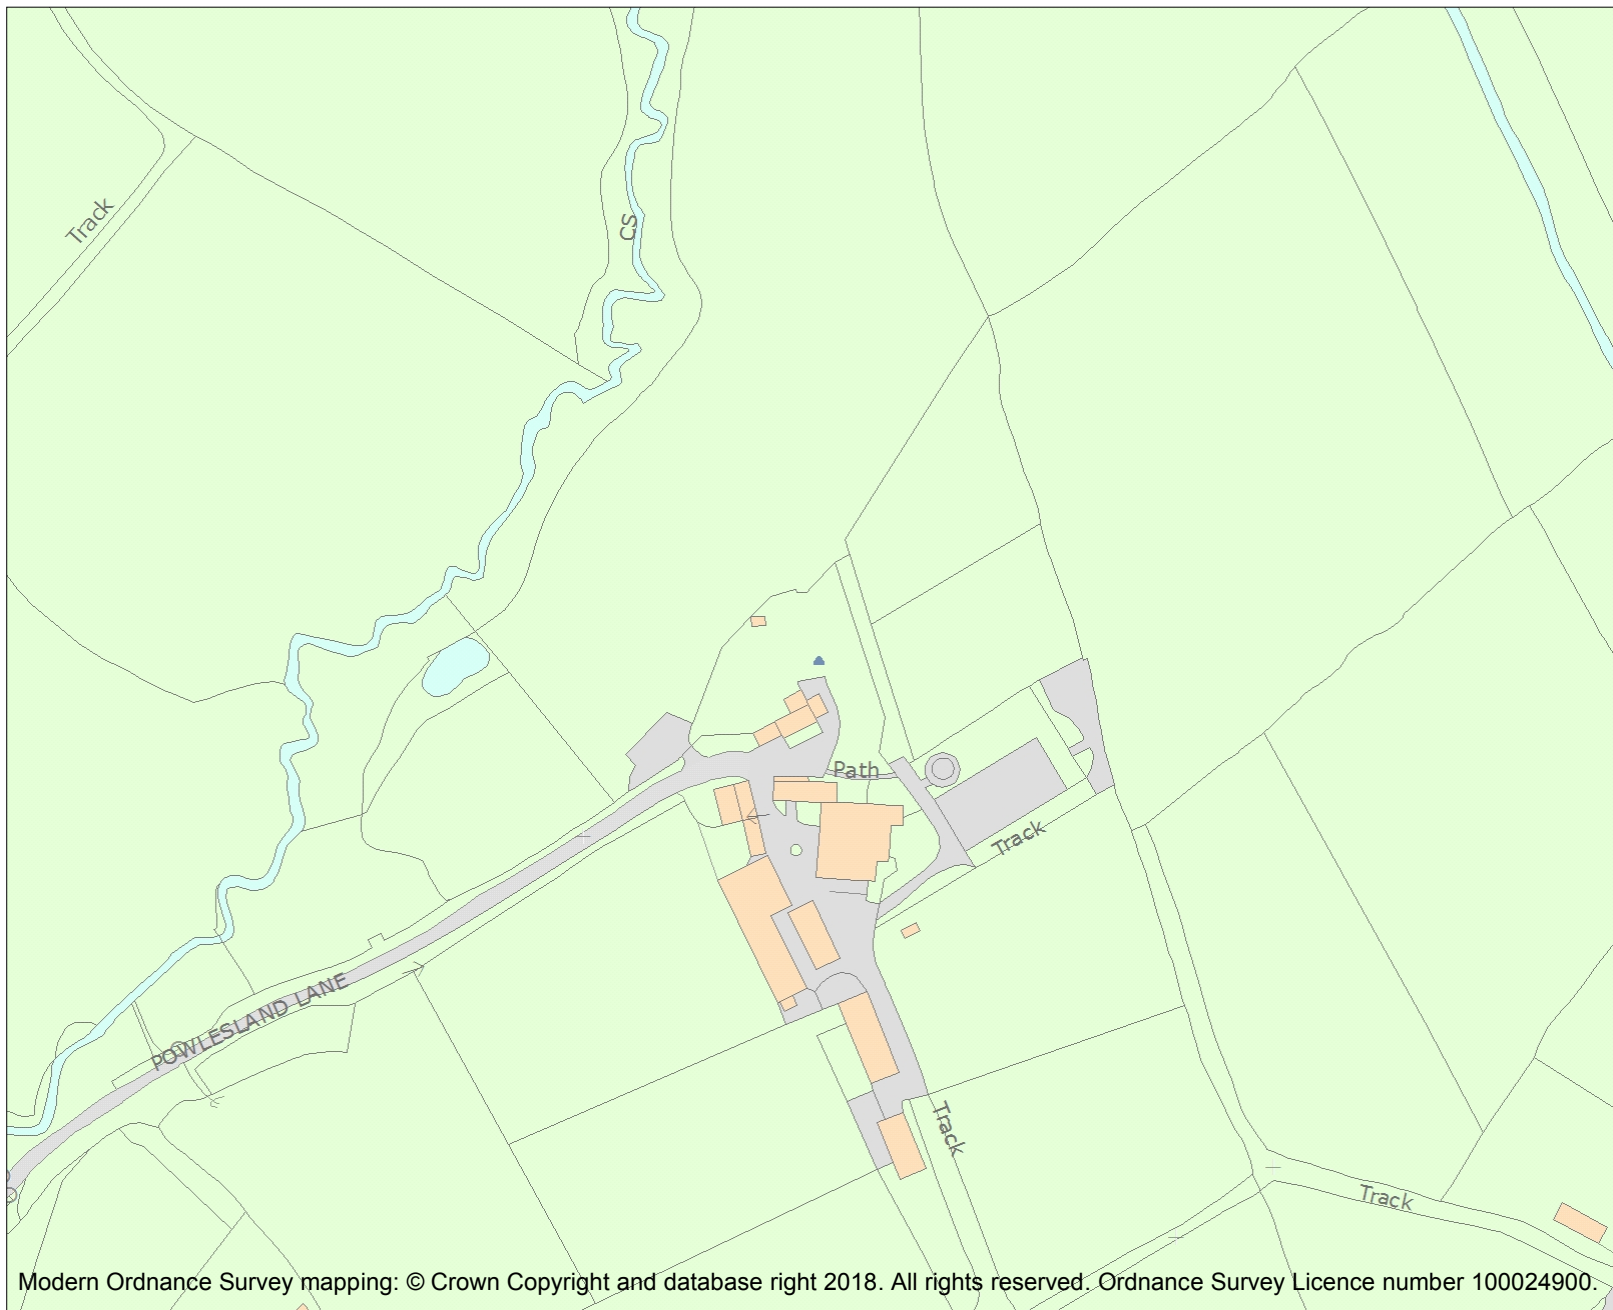 Track
CS
Path
Track
POWLESLAND LANE
Track
Track
Modern Ordnance Survey mapping: © Crown Copyright and database right 2018. All rights reserved. Ordnance Survey Licence number 100024900.